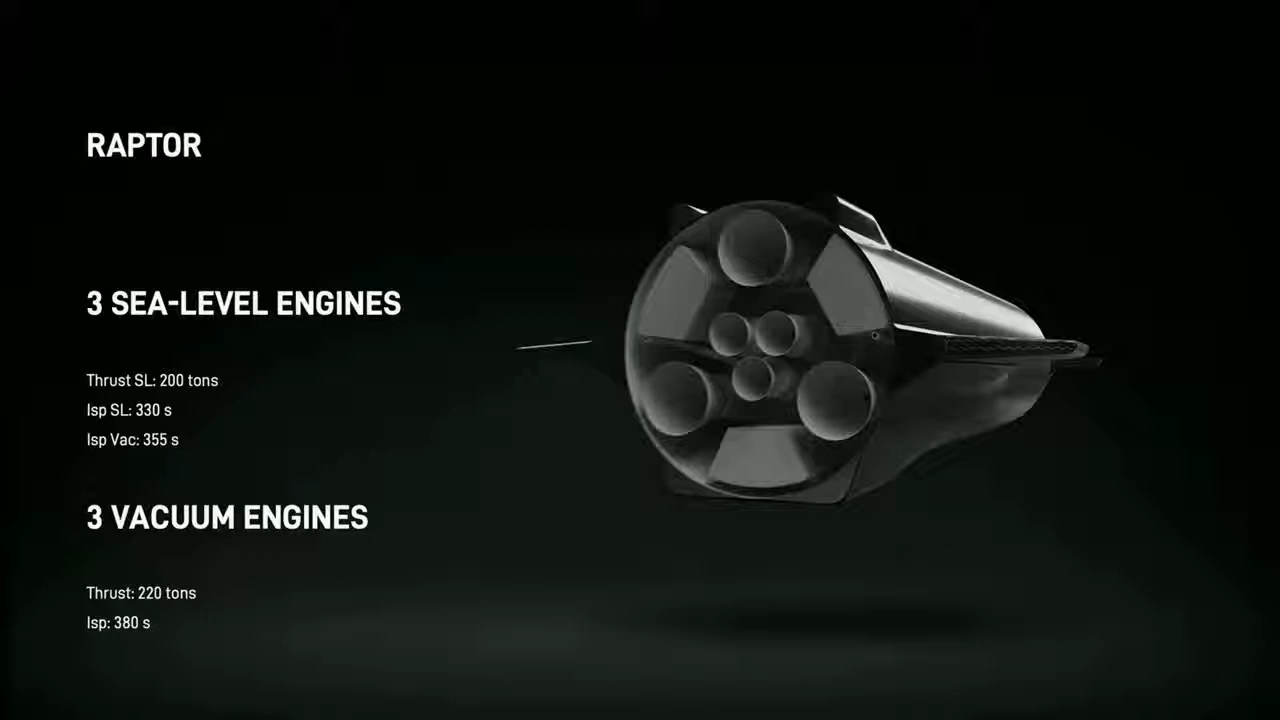 RAPTOR
3 SEA-LEVEL ENGINES
Thrust SL: 200 tons
Isp SL: 330 s
Isp Vac: 355 s
3 VACUUM ENGINES
Thrust: 220 tons
Isp: 380 s